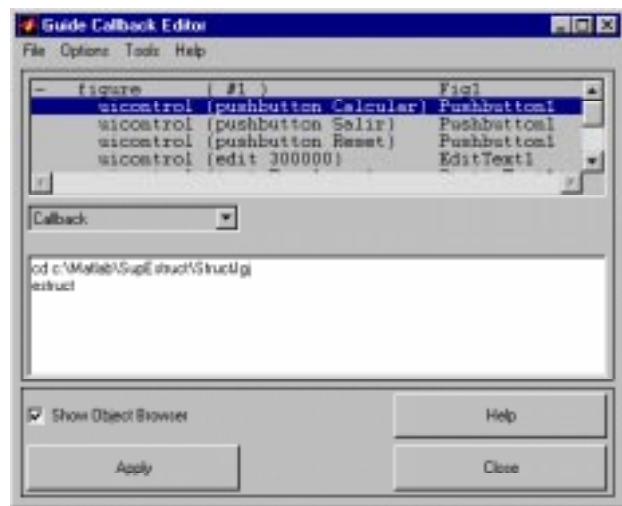 Guide Callback Editor
File Options Tools Help
- figure ( #1 ) Fig1
uicontrol (pushbutton Calcular) Pushbutton1
uicontrol (pushbutton Salir) Pushbutton1
uicontrol (pushbutton Reset) Pushbutton1
uicontrol (edit 300000) EditText1
Callback
cd c:\Matlab\SupEstruct\
estruct
Show Object Browser
Help
Apply
Close